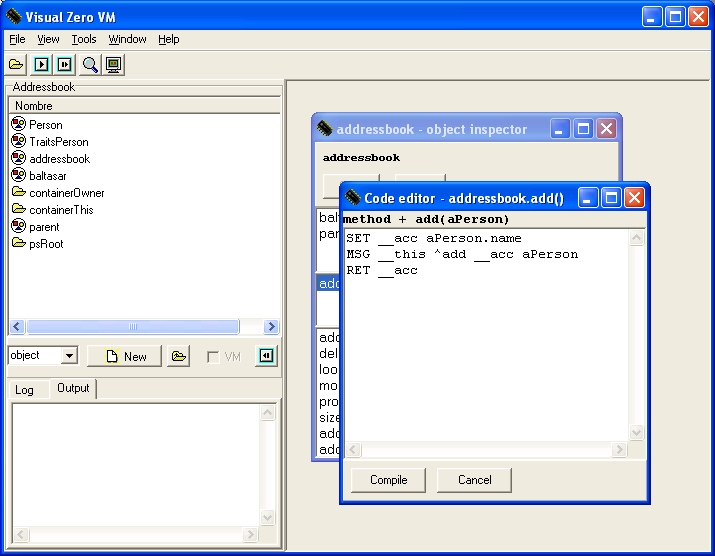 Visual Zero VM
File View Tools Window Help
Addressbook
Nombre
Person
TraitsPerson
addressbook
baltasar
containerOwner
containerThis
parent
psRoot
object
New
VM
Log
Output
addressbook - object inspector
addressbook
Code editor - addressbook.add()
method + add(aPerson)
SET __acc aPerson.name
MSG __this ^add __acc aPerson
RET __acc
Compile
Cancel
bal
par
add
add
del
loo
mo
pro
size
add
add